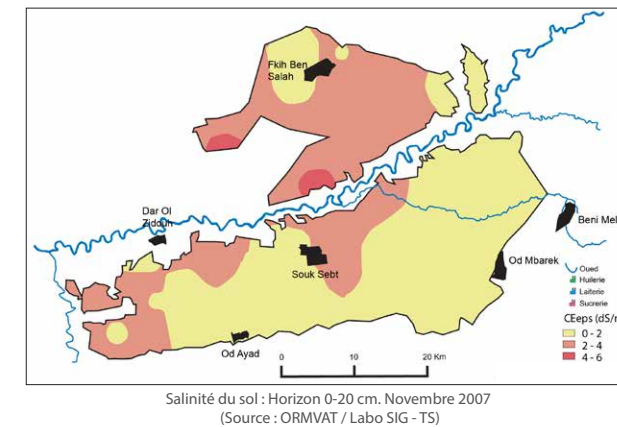 Fkih Ben
Salah
Dar Ol
Zidouh
Beni Mel
Od Mbarek
Souk Sebt
Od Ayad
Oued
Huilerie
Laiterie
Sucrerie
CEeps (dS/m
0 - 2
2 - 4
4 - 6
0 10 20 Km
Salinité du sol : Horizon 0-20 cm. Novembre 2007
(Source : ORMVAT / Labo SIG - TS)